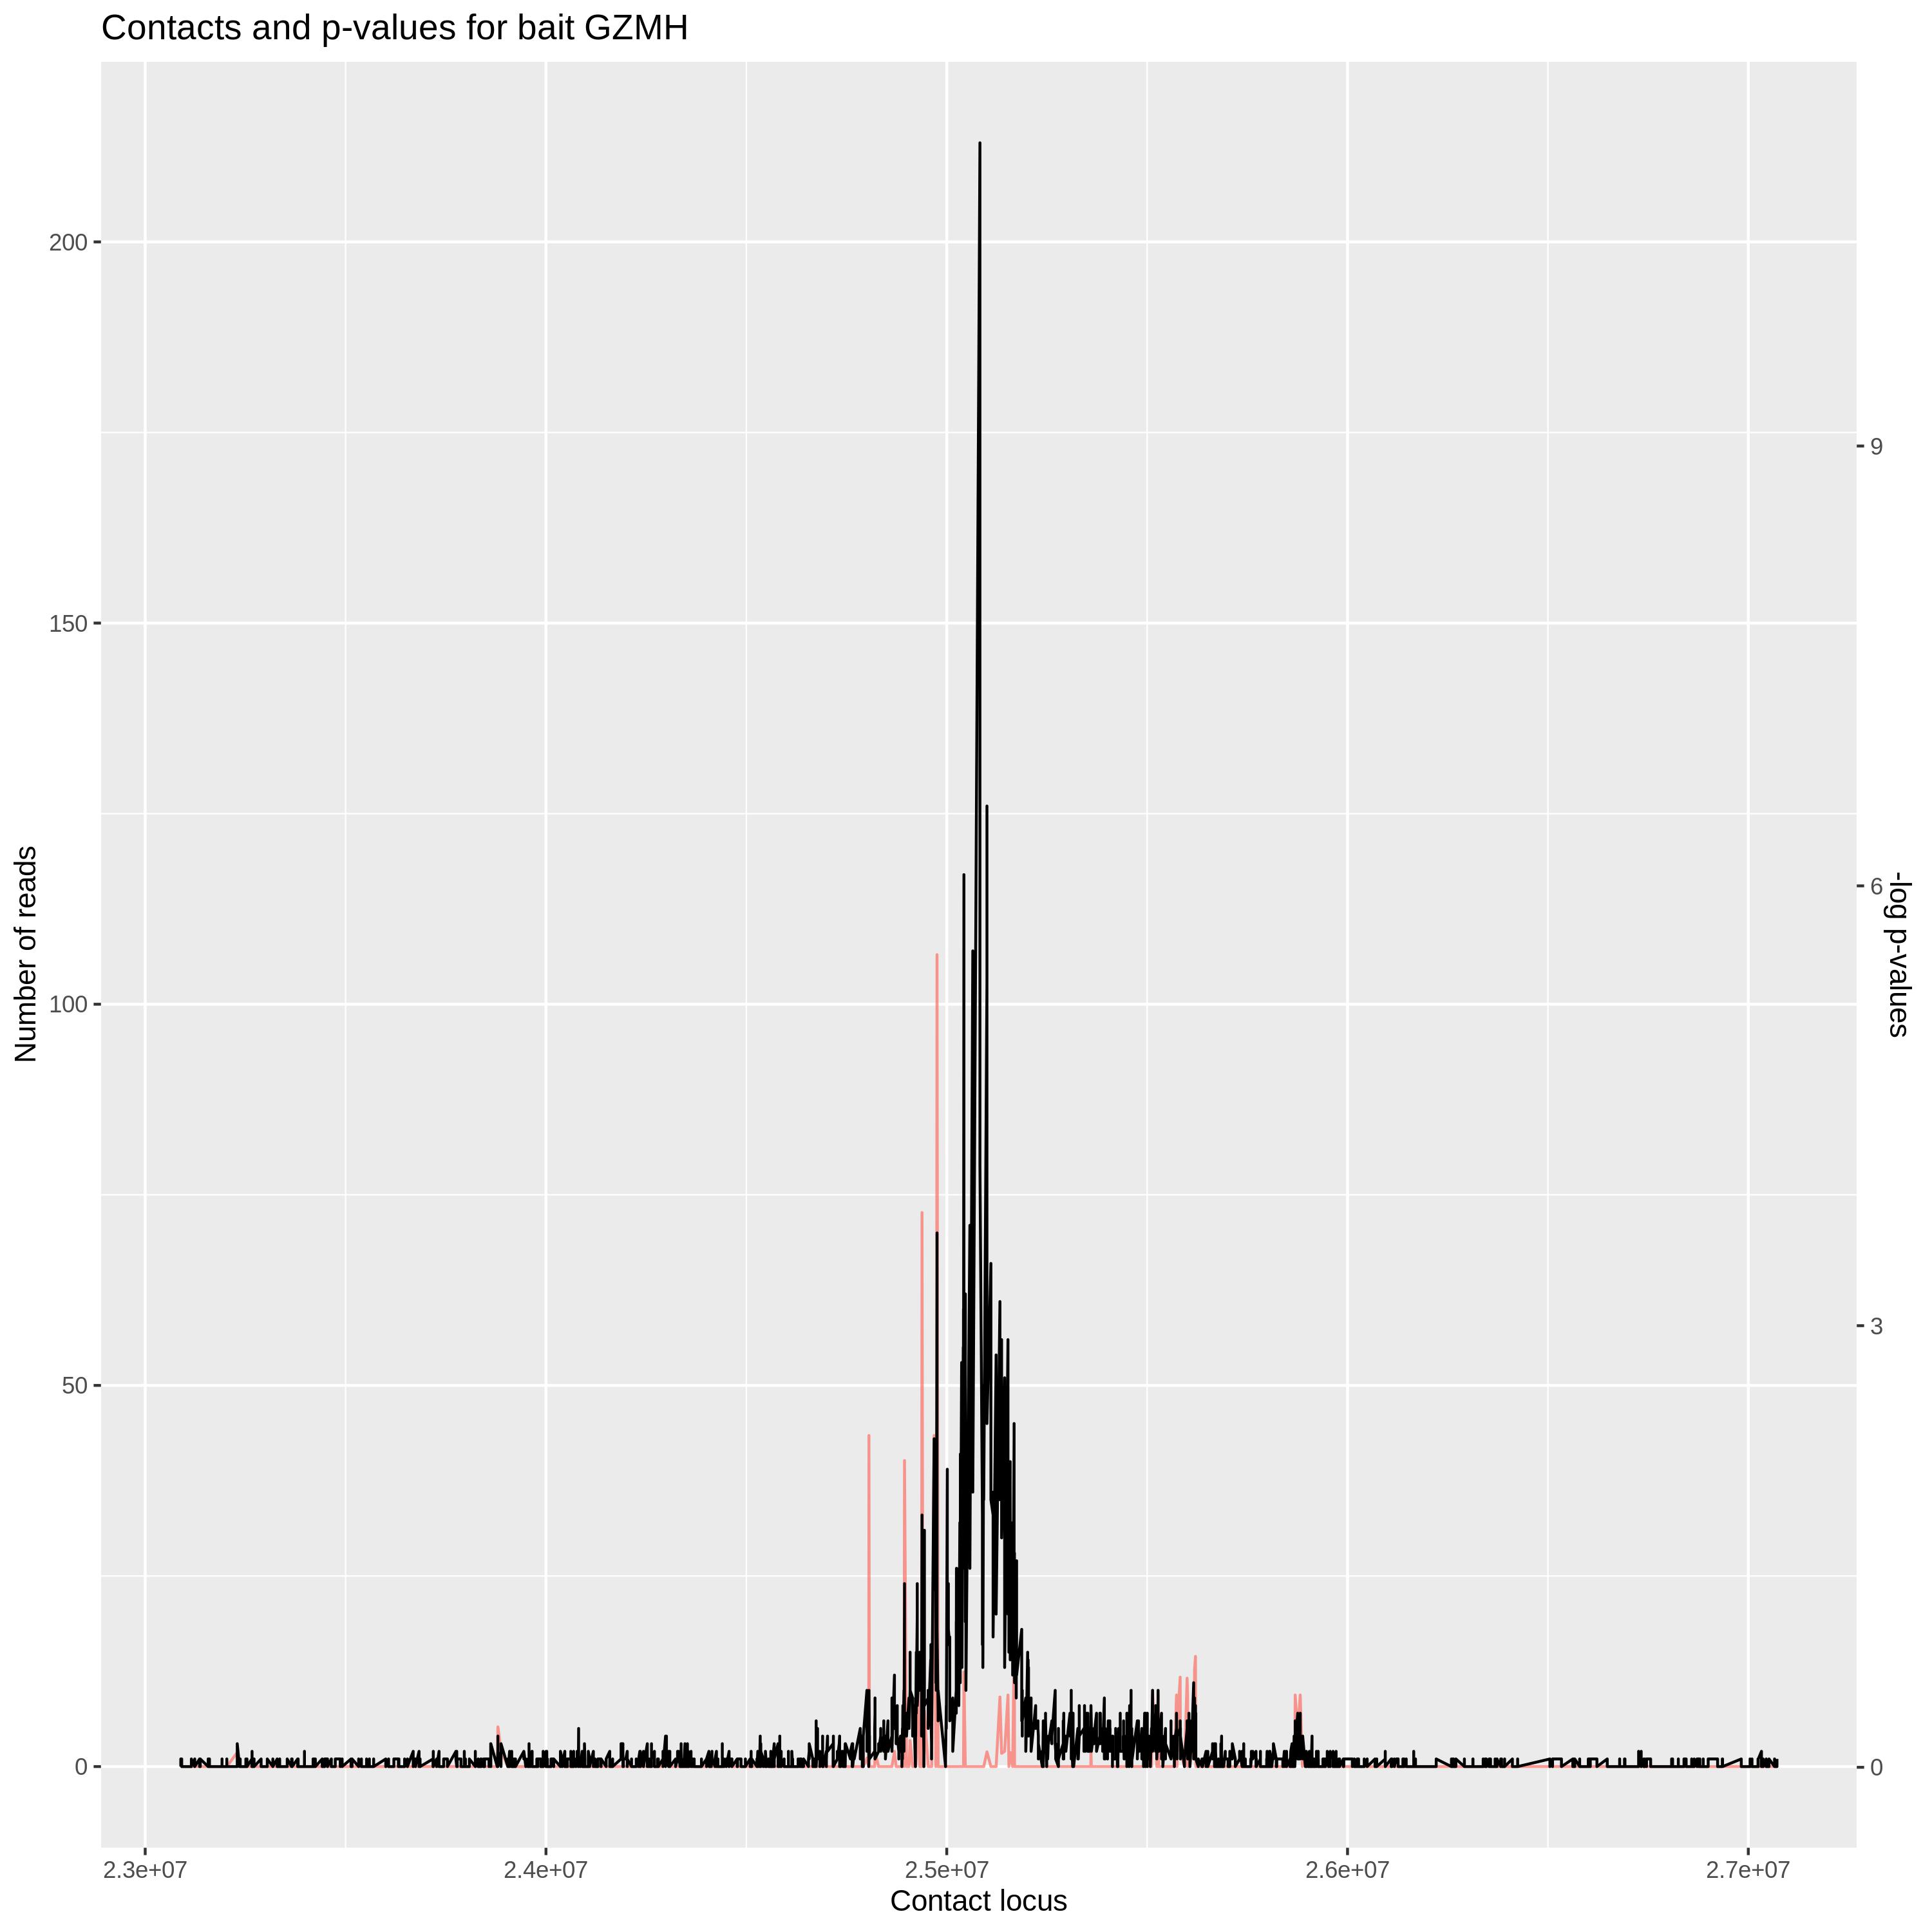 Contacts and p-values for bait GZMH
200
150
100
50
0
Number of reads
9
6
3
0
-log p-values
2.3e+07 2.4e+07 2.5e+07 2.6e+07 2.7e+07
Contact locus